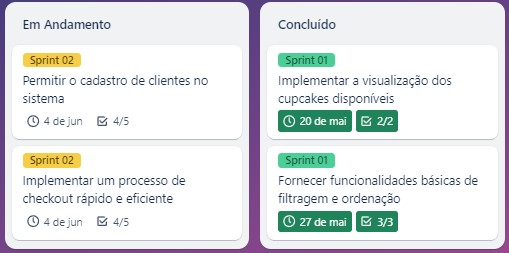 Em Andamento
Sprint 02
Permitir o cadastro de clientes no
sistema
4 de jun 4/5
Sprint 02
Implementar um processo de
checkout rápido e eficiente
4 de jun 4/5
Concluído
Sprint 01
Implementar a visualização dos
cupcakes disponíveis
20 de mai 2/2
Sprint 01
Fornecer funcionalidades básicas de
filtragem e ordenação
27 de mai 3/3